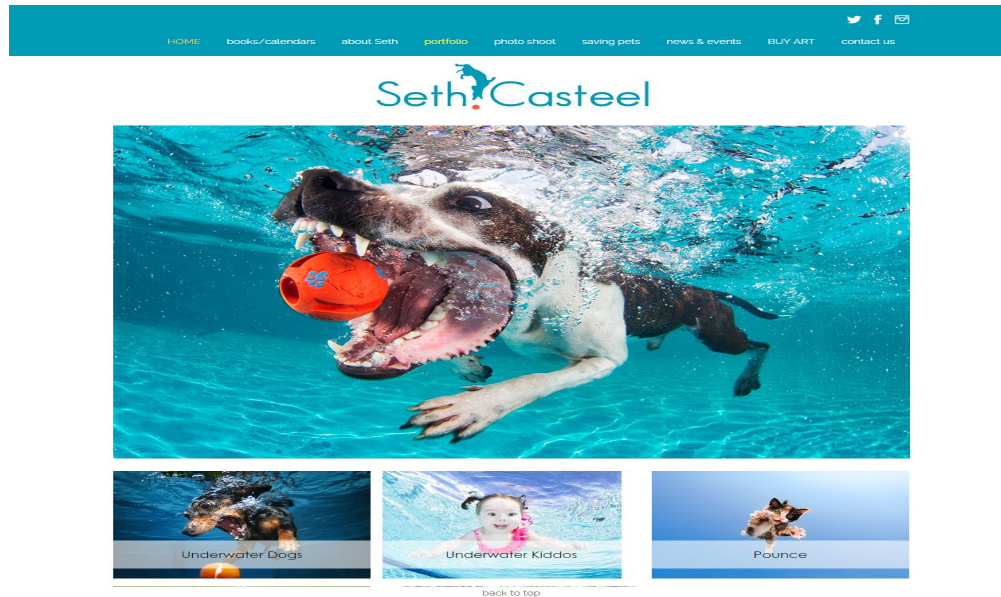 HOME books/calendars about Seth portfolio photo shoot saving pets news & events BUY ART contact us
Seth Casteel
Underwater Dogs
Underwater Kiddos
Pounce
back to top